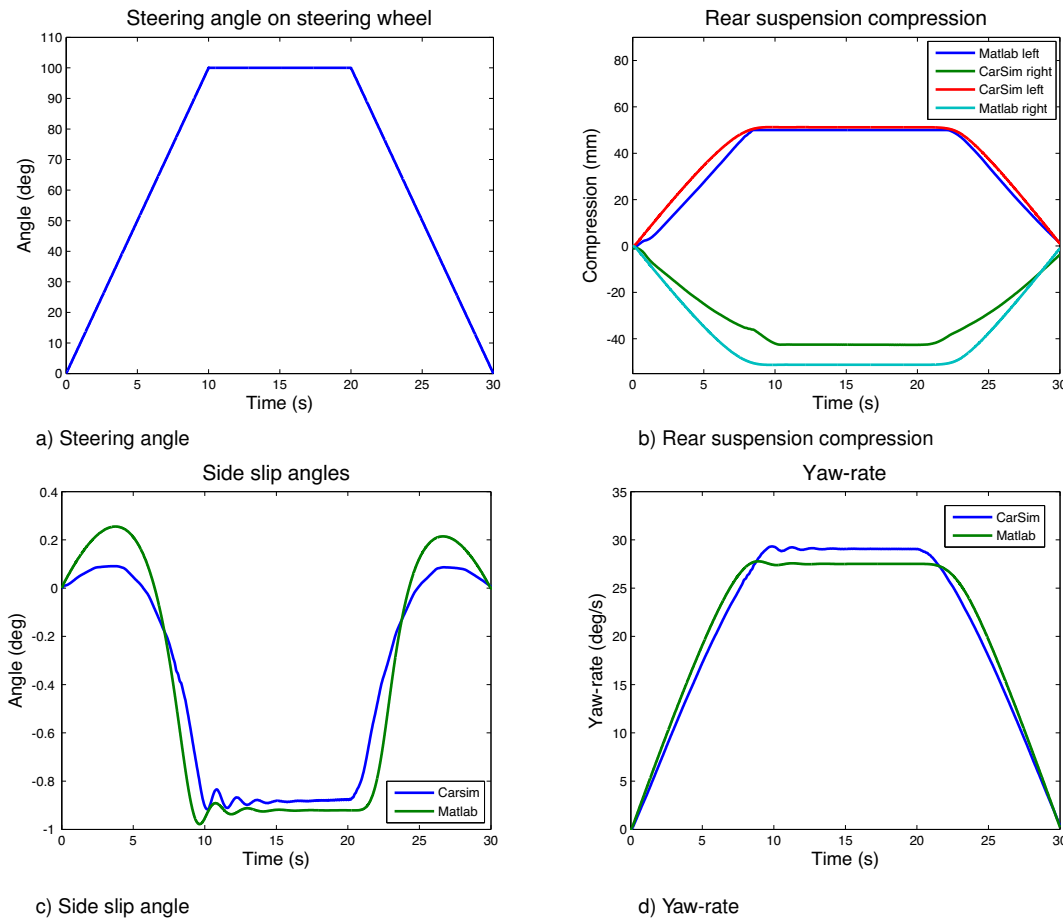 Steering angle on steering wheel
110
100
90
80
70
60
50
40
30
20
10
0
Angle (deg)
0 5 10 15 20 25 30
Time (s)
a) Steering angle
Rear suspension compression
Matlab left
CarSim right
CarSim left
Matlab right
80
60
40
20
0
-20
-40
Compression (mm)
0 5 10 15 20 25 30
Time (s)
b) Rear suspension compression
Side slip angles
0.4
0.2
0
-0.2
-0.4
-0.6
-0.8
-1
Angle (deg)
Carsim
Matlab
0 5 10 15 20 25 30
Time (s)
c) Side slip angle
Yaw-rate
CarSim
Matlab
35
30
25
20
15
10
5
0
Yaw-rate (deg/s)
0 5 10 15 20 25 30
Time (s)
d) Yaw-rate